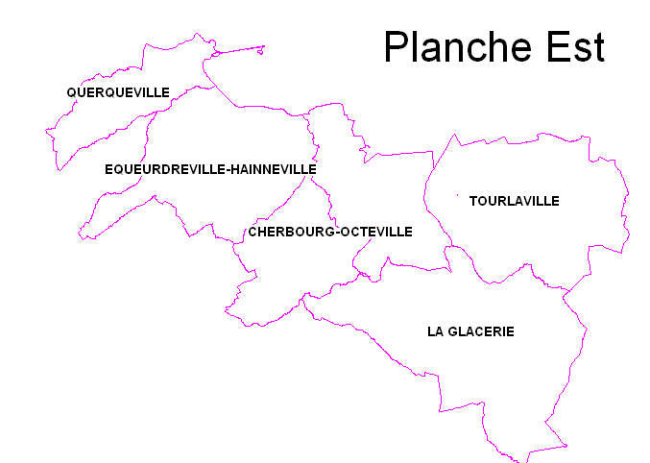 Planche Est
QUERQUEVILLE
EQUEURDREVILLE-HAINNEVILLE
TOURLAVILLE
CHERBOURG-OCTEVILLE
LA GLACERIE